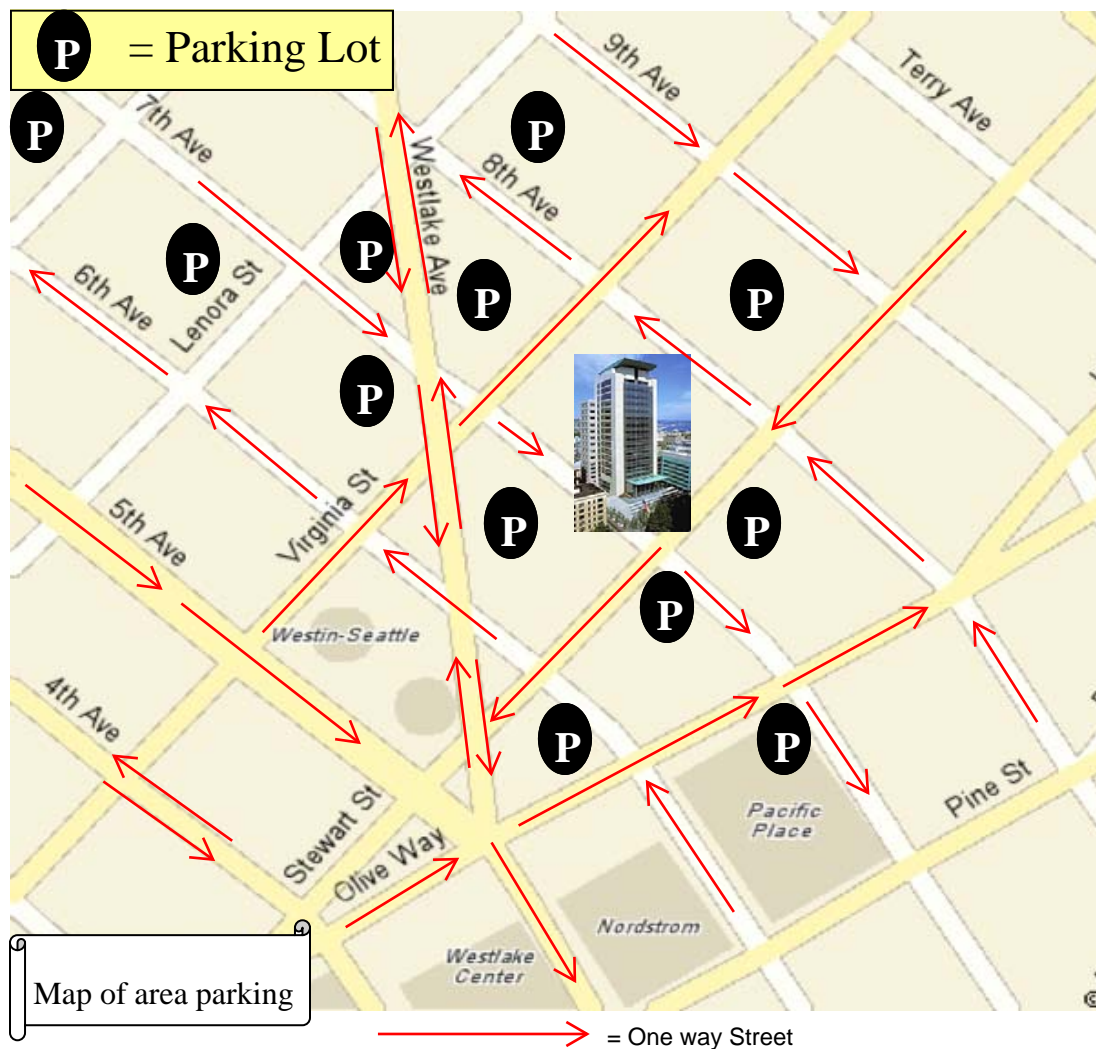 P = Parking Lot
P
P
P
P
P
P
P
P
P
P
P
P
9th Ave
Terry Ave
7th Ave
Westlake Ave
8th Ave
6th Ave
Lenora St
Virginia St
5th Ave
Westin-Seattle
4th Ave
Stewart St
Olive Way
Pacific
Place
Pine St
Nordstrom
Westlake
Center
Map of area parking
= One way Street